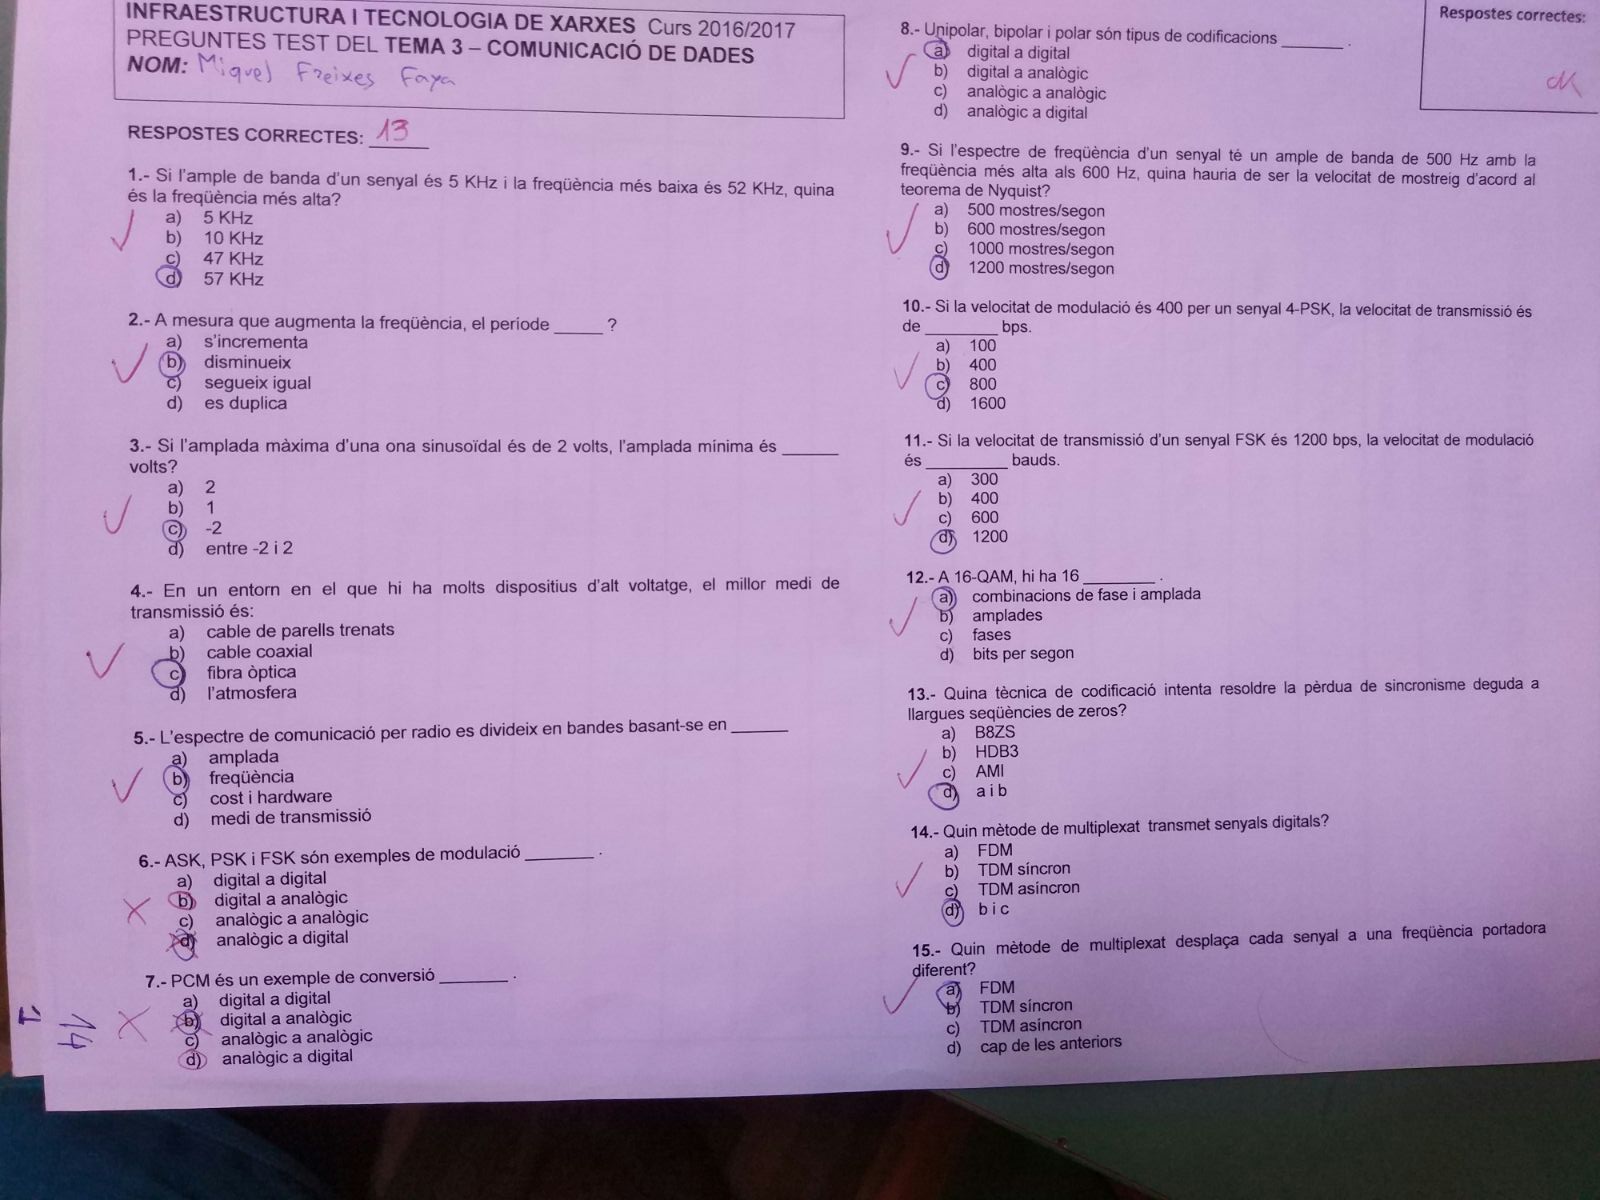 INFRAESTRUCTURA I TECNOLOGIA DE XARXES Curs 2016/2017
PREGUNTES TEST DEL TEMA 3 – COMUNICACIÓ DE DADES
NOM: Miquel Freixes Faya
RESPOSTES CORRECTES: 13
1.- Si l'ample de banda d'un senyal és 5 KHz i la freqüència més baixa és 52 KHz, quina
és la freqüència més alta?
a) 5 KHz
b) 10 KHz
c) 47 KHz
d) 57 KHz
2.- A mesura que augmenta la freqüència, el període _____ ?
a) s'incrementa
b) disminueix
c) segueix igual
d) es duplica
3.- Si l'amplada màxima d'una ona sinusoïdal és de 2 volts, l'amplada mínima és ______
volts?
a) 2
b) 1
c) -2
d) entre -2 i 2
4.- En un entorn en el que hi ha molts dispositius d'alt voltatge, el millor medi de
transmissió és:
a) cable de parells trenats
b) cable coaxial
c) fibra òptica
d) l'atmosfera
5.- L'espectre de comunicació per radio es divideix en bandes basant-se en ______
a) amplada
b) freqüència
c) cost i hardware
d) medi de transmissió
6.- ASK, PSK i FSK són exemples de modulació _______ .
a) digital a digital
b) digital a analògic
c) analògic a analògic
d) analògic a digital
7.- PCM és un exemple de conversió _______ .
a) digital a digital
b) digital a analògic
c) analògic a analògic
d) analògic a digital
14
1
8.- Unipolar, bipolar i polar són tipus de codificacions ______ .
a) digital a digital
b) digital a analògic
c) analògic a analògic
d) analògic a digital
9.- Si l'espectre de freqüència d'un senyal té un ample de banda de 500 Hz amb la
freqüència més alta als 600 Hz, quina hauria de ser la velocitat de mostreig d'acord al
teorema de Nyquist?
a) 500 mostres/segon
b) 600 mostres/segon
c) 1000 mostres/segon
d) 1200 mostres/segon
10.- Si la velocitat de modulació és 400 per un senyal 4-PSK, la velocitat de transmissió és
de _______ bps.
a) 100
b) 400
c) 800
d) 1600
11.- Si la velocitat de transmissió d'un senyal FSK és 1200 bps, la velocitat de modulació
és ________ bauds.
a) 300
b) 400
c) 600
d) 1200
12.- A 16-QAM, hi ha 16 _______ .
a) combinacions de fase i amplada
b) amplades
c) fases
d) bits per segon
13.- Quina tècnica de codificació intenta resoldre la pèrdua de sincronisme deguda a
llargues seqüències de zeros?
a) B8ZS
b) HDB3
c) AMI
d) a i b
14.- Quin mètode de multiplexat transmet senyals digitals?
a) FDM
b) TDM síncron
c) TDM asíncron
d) b i c
15.- Quin mètode de multiplexat desplaça cada senyal a una freqüència portadora
diferent?
a) FDM
b) TDM síncron
c) TDM asíncron
d) cap de les anteriors
Respostes correctes: